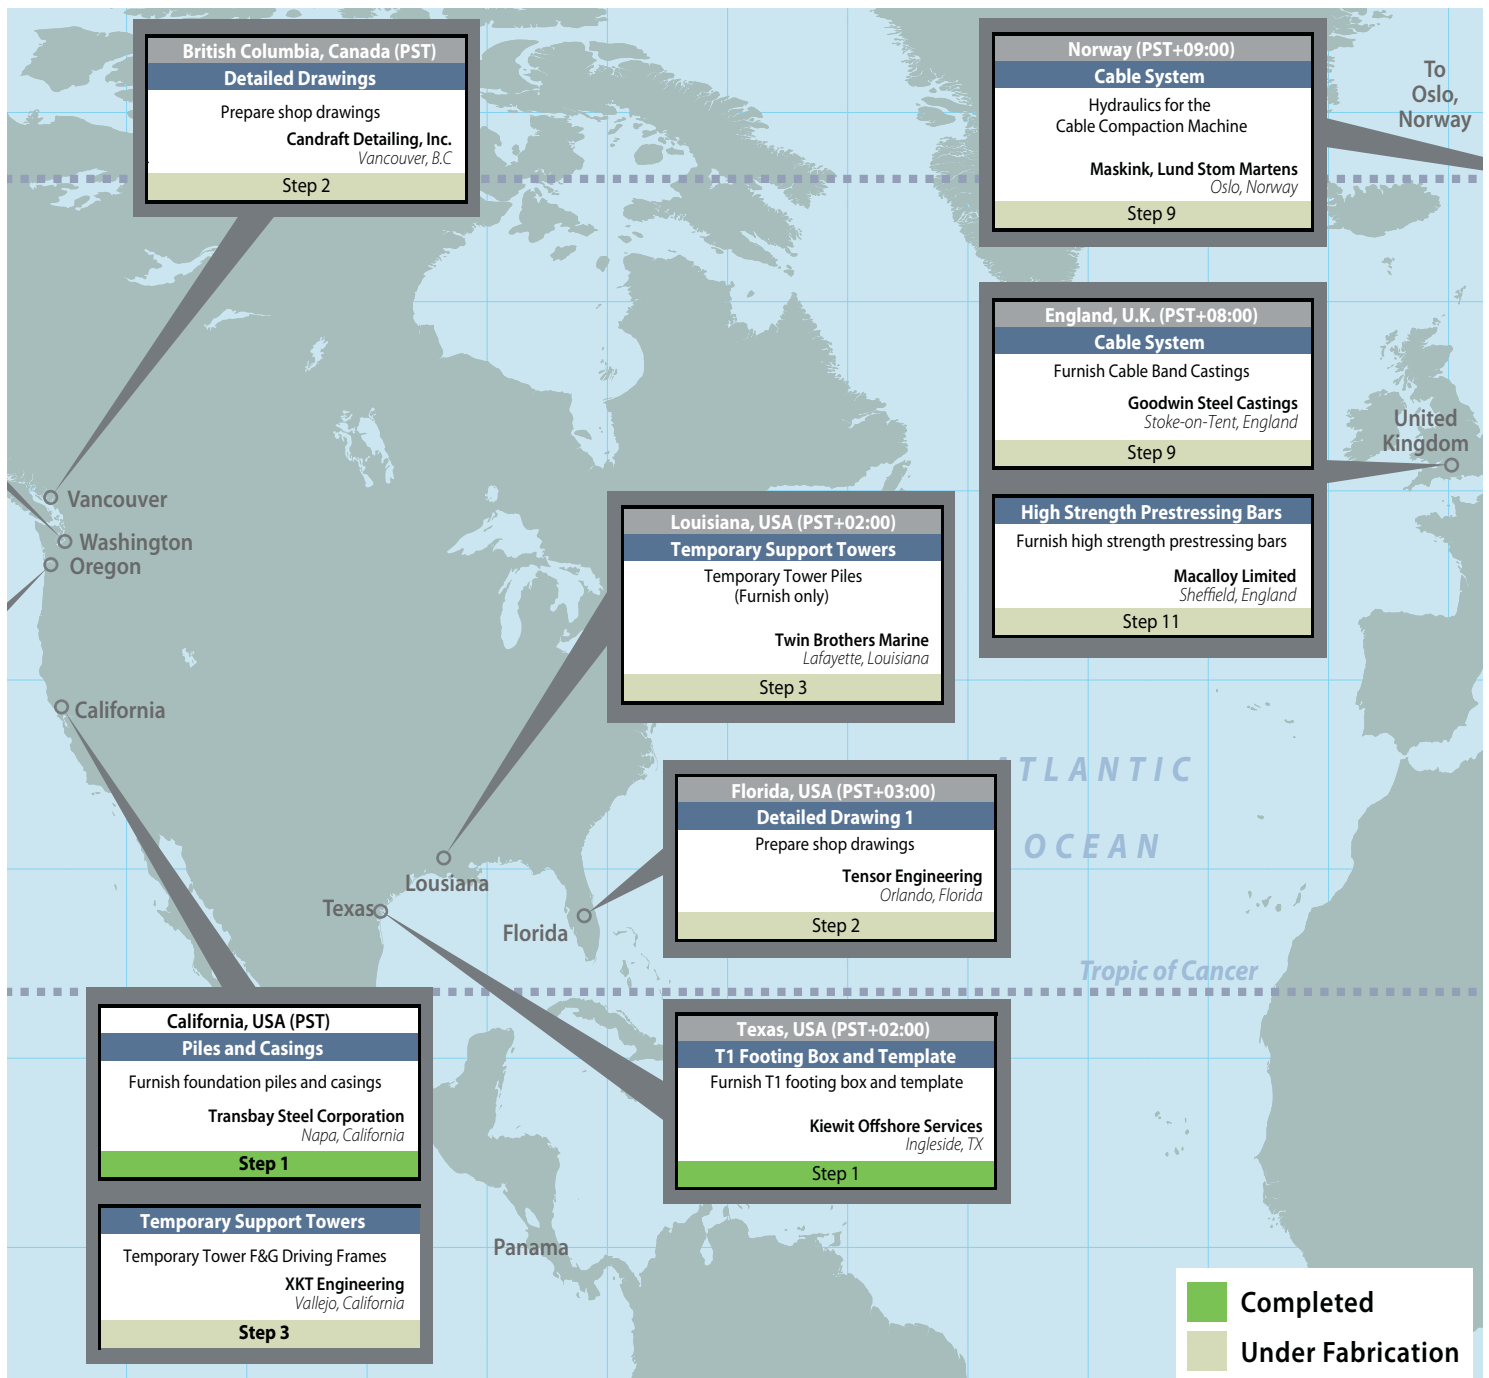 British Columbia, Canada (PST)
Detailed Drawings
Prepare shop drawings
Candraft Detailing, Inc.
Vancouver, B.C
Step 2
Norway (PST+09:00)
Cable System
Hydraulics for the
Cable Compaction Machine
Maskink, Lund Stom Martens
Oslo, Norway
Step 9
To
Oslo,
Norway
England, U.K. (PST+08:00)
Cable System
Furnish Cable Band Castings
Goodwin Steel Castings
Stoke-on-Tent, England
Step 9
High Strength Prestressing Bars
Furnish high strength prestressing bars
Macalloy Limited
Sheffield, England
Step 11
United
Kingdom
Vancouver
Washington
Oregon
California
Louisiana, USA (PST+02:00)
Temporary Support Towers
Temporary Tower Piles
(Furnish only)
Twin Brothers Marine
Lafayette, Louisiana
Step 3
Lousiana
Texas
Florida
Florida, USA (PST+03:00)
Detailed Drawing 1
Prepare shop drawings
Tensor Engineering
Orlando, Florida
Step 2
TLANTIC
OCEAN
Tropic of Cancer
California, USA (PST)
Piles and Casings
Furnish foundation piles and casings
Transbay Steel Corporation
Napa, California
Step 1
Temporary Support Towers
Temporary Tower F&G Driving Frames
XKT Engineering
Vallejo, California
Step 3
Texas, USA (PST+02:00)
T1 Footing Box and Template
Furnish T1 footing box and template
Kiewit Offshore Services
Ingleside, TX
Step 1
Panama
Completed
Under Fabrication